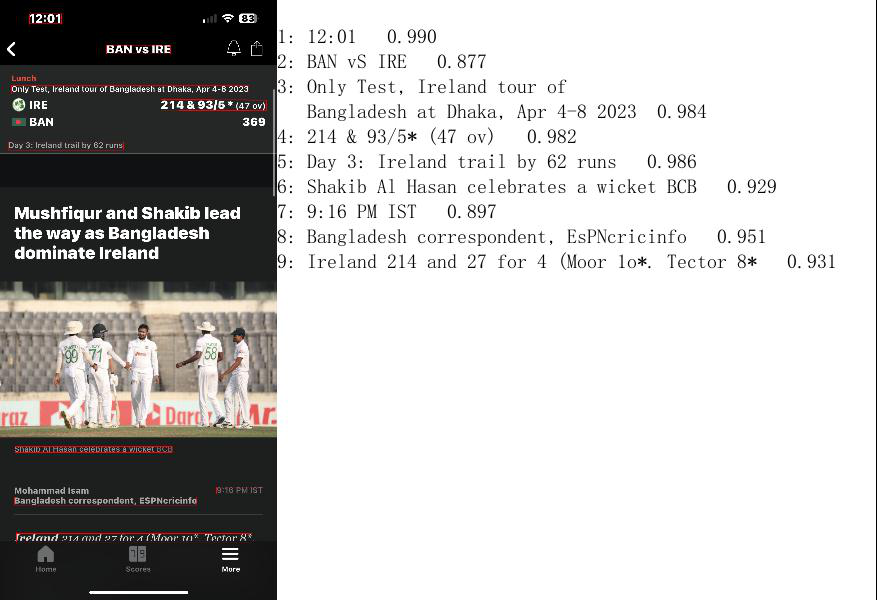 12:01
83
BAN vs IRE
Lunch
Only Test, Ireland tour of Bangladesh at Dhaka, Apr 4-8 2023
IRE 214 & 93/5* (47 ov)
BAN 369
Day 3: Ireland trail by 62 runs
Mushfiqur and Shakib lead
the way as Bangladesh
dominate Ireland
99
71
58
raz
Daraz
Mr.
Shakib Al Hasan celebrates a wicket BCB
Mohammad Isam
9:16 PM IST
Bangladesh correspondent, ESPNcricinfo
Ireland 214 and 27 for 4 (Moor 10*, Tector 8*,
Home
Scores
More
1: 12:01 0.990
2: BAN vS IRE 0.877
3: Only Test, Ireland tour of
Bangladesh at Dhaka, Apr 4-8 2023 0.984
4: 214 & 93/5* (47 ov) 0.982
5: Day 3: Ireland trail by 62 runs 0.986
6: Shakib Al Hasan celebrates a wicket BCB 0.929
7: 9:16 PM IST 0.897
8: Bangladesh correspondent, EsPNcricinfo 0.951
9: Ireland 214 and 27 for 4 (Moor 1o*. Tector 8* 0.931